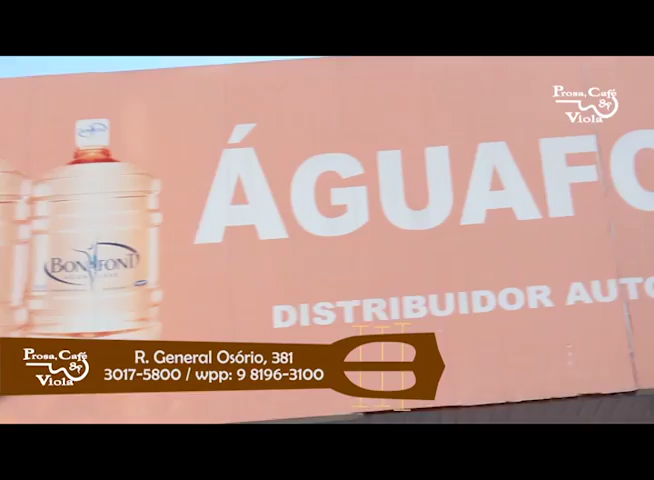 Prosa, Café
& Viola
ÁGUAFO
DISTRIBUIDOR AUTO
BONAFONT
Prosa, Café
& Viola
R. General Osório, 381
3017-5800 / wpp: 9 8196-3100